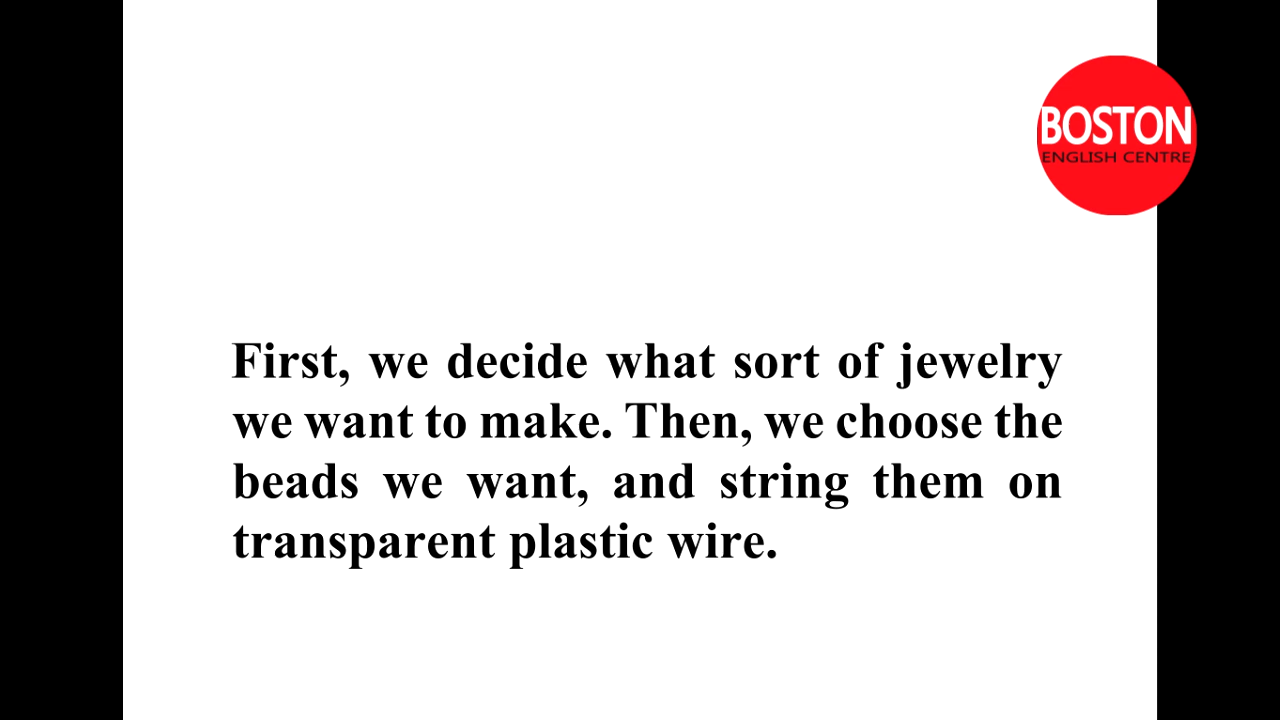 BOSTON
ENGLISH CENTRE
First, we decide what sort of jewelry
we want to make. Then, we choose the
beads we want, and string them on
transparent plastic wire.